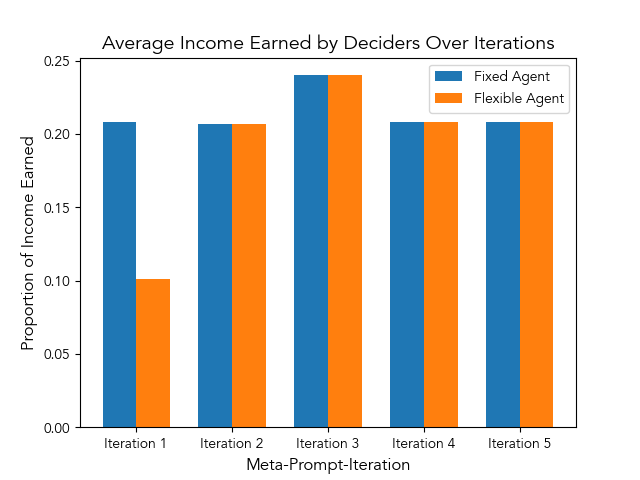 Average Income Earned by Deciders Over Iterations
Fixed Agent
Flexible Agent
Proportion of Income Earned
0.25
0.20
0.15
0.10
0.05
0.00
Iteration 1
Iteration 2
Iteration 3
Iteration 4
Iteration 5
Meta-Prompt-Iteration